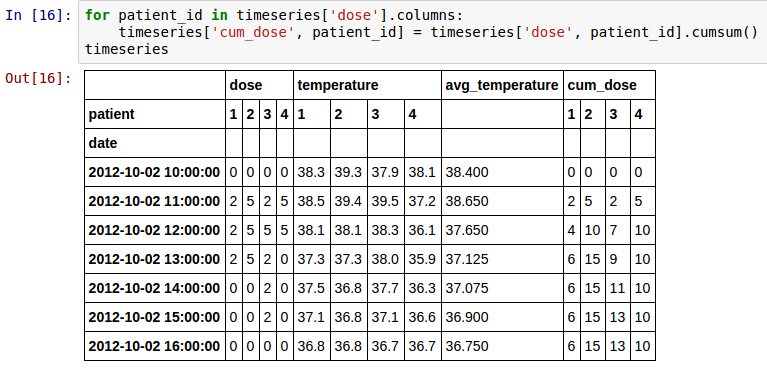 In [16]: for patient_id in timeseries['dose'].columns:
timeseries['cum_dose', patient_id] = timeseries['dose', patient_id].cumsum()
timeseries
Out[16]:
dose temperature avg_temperature cum_dose
patient 1 2 3 4 1 2 3 4 1 2 3 4
date
2012-10-02 10:00:00 0 0 0 0 38.3 39.3 37.9 38.1 38.400 0 0 0 0
2012-10-02 11:00:00 2 5 2 5 38.5 39.4 39.5 37.2 38.650 2 5 2 5
2012-10-02 12:00:00 2 5 5 5 38.1 38.1 38.3 36.1 37.650 4 10 7 10
2012-10-02 13:00:00 2 5 2 0 37.3 37.3 38.0 35.9 37.125 6 15 9 10
2012-10-02 14:00:00 0 0 2 0 37.5 36.8 37.7 36.3 37.075 6 15 11 10
2012-10-02 15:00:00 0 0 2 0 37.1 36.8 37.1 36.6 36.900 6 15 13 10
2012-10-02 16:00:00 0 0 0 0 36.8 36.8 36.7 36.7 36.750 6 15 13 10